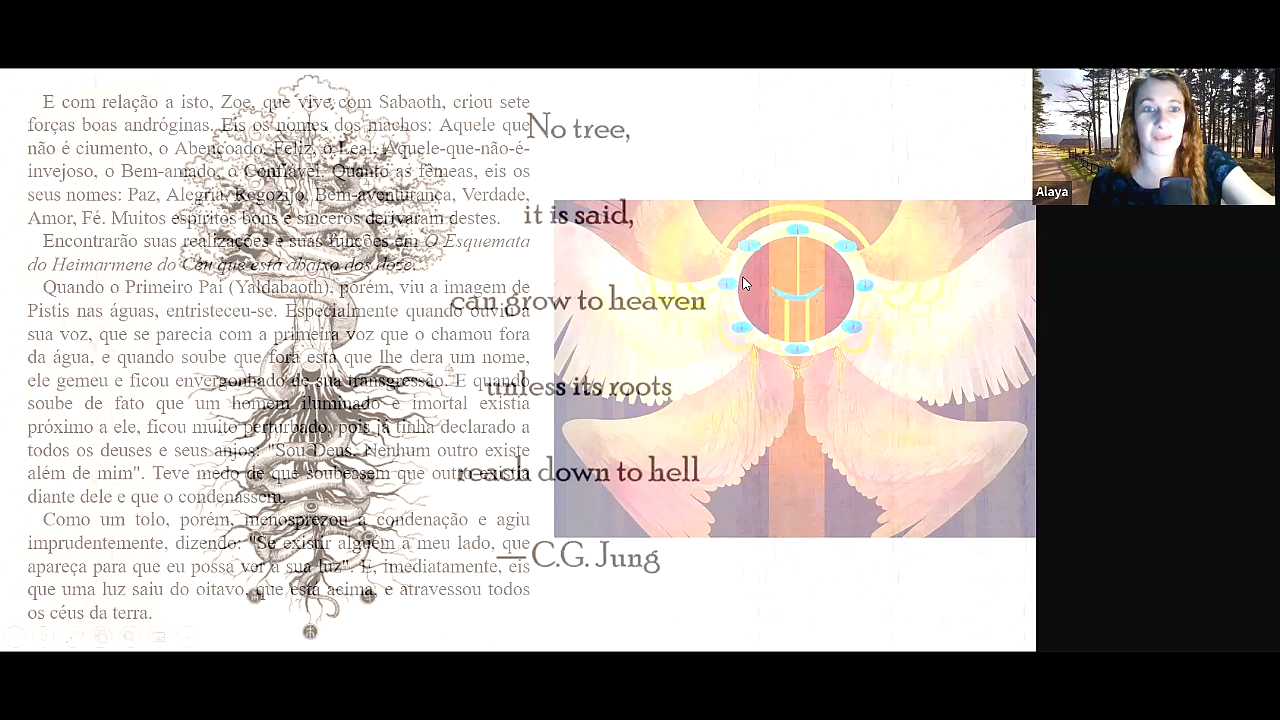 E com relação a isto, Zoe, que vive com Sabaoth, criou sete
forças boas andróginas. Eis os nomes dos machos: Aquele que
não é ciumento, o Abençoado, Feliz, o Leal, Aquele-que-não-é-
invejoso, o Bem-amado, o Confiável. Quanto as fêmeas, eis os
seus nomes: Paz, Alegria, Regozijo, Bem-aventurança, Verdade,
Amor, Fé. Muitos espíritos bons e sinceros derivaram destes.
Encontrarão suas realizações e suas funções em O Esquemata
do Heimarmene do Céu que está abaixo dos doze.
Quando o Primeiro Pai (Yaldabaoth), porém, viu a imagem de
Pistis nas águas, entristeceu-se. Especialmente quando ouviu a
sua voz, que se parecia com a primeira voz que o chamou fora
da água, e quando soube que fora esta que lhe dera um nome,
ele gemeu e ficou envergonhado de sua transgressão. E quando
soube de fato que um homem iluminado e imortal existia
próximo a ele, ficou muito perturbado, pois já tinha declarado a
todos os deuses e seus anjos: "Sou Deus. Nenhum outro existe
além de mim". Teve medo de que soubessem que outro existia
diante dele e que o condenassem.
Como um tolo, porém, menosprezou a condenação e agiu
imprudentemente, dizendo: "Se existir alguém a meu lado, que
apareça para que eu possa ver a sua luz". E, imediatamente, eis
que uma luz saiu do oitavo, que está acima, e atravessou todos
os céus da terra.
No tree,
it is said,
can grow to heaven
unless its roots
reach down to hell
— C.G. Jung
Alaya